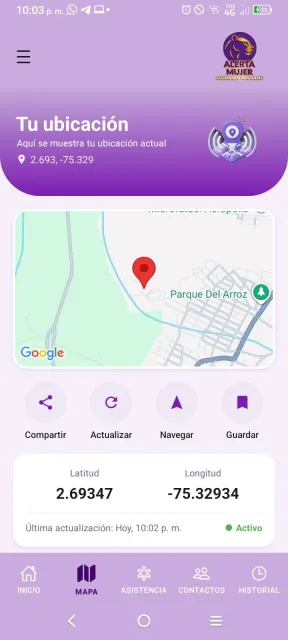 10:03 p. m.
4G
ALERTA
MUJER
Tu ubicación
Aquí se muestra tu ubicación actual
2.693, -75.329
Parque Del Arroz
Google
Compartir
Actualizar
Navegar
Guardar
Latitud
Longitud
2.69347
-75.32934
Última actualización: Hoy, 10:02 p. m.
Activo
INICIO
MAPA
ASISTENCIA
CONTACTOS
HISTORIAL